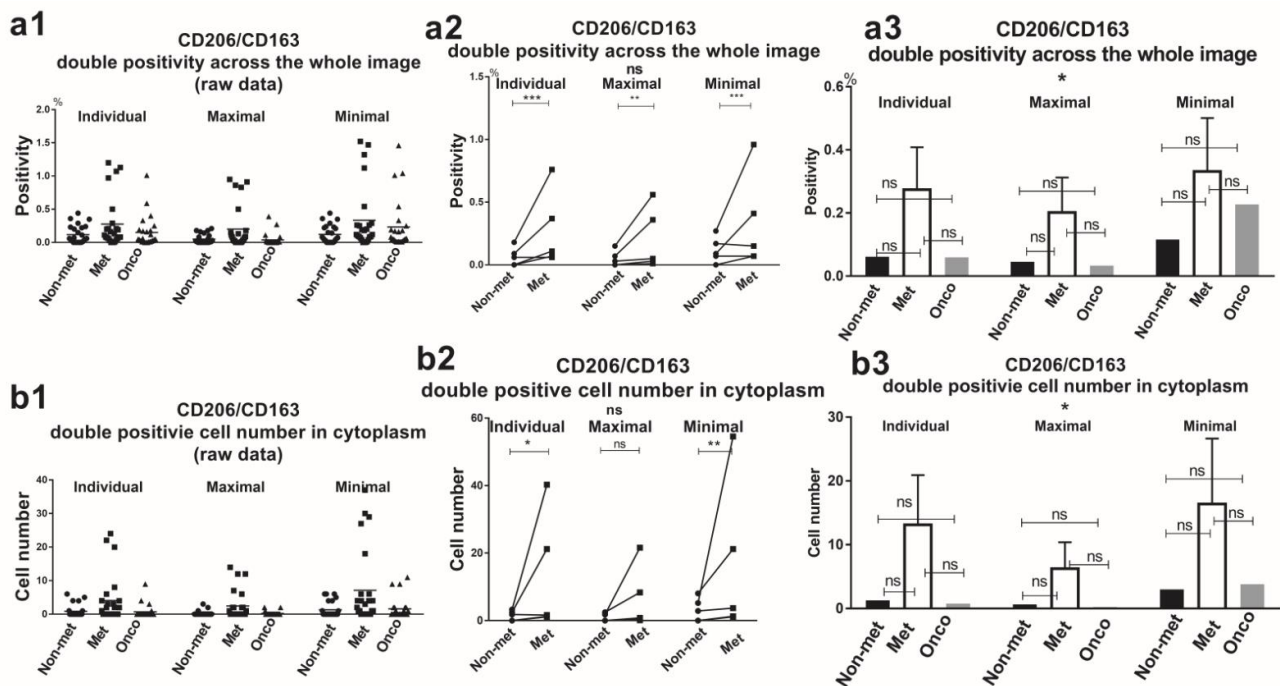 a1
CD206/CD163
double positivity across the whole image
(raw data)
%
2.0
1.5
1.0
0.5
0.0
Positivity
Individual
Maximal
Minimal
Non-met
Met
Onco
Non-met
Met
Onco
Non-met
Met
Onco
a2
CD206/CD163
double positivity across the whole image
ns
%
1.5
1.0
0.5
0.0
Positivity
Individual
Maximal
Minimal
***
**
***
Non-met
Met
Non-met
Met
Non-met
Met
a3
CD206/CD163
double positivity across the whole image
*
%
0.6
0.4
0.2
0.0
Positivity
Individual
Maximal
Minimal
ns
ns
ns
ns
ns
ns
ns
ns
ns
Non-met
Met
Onco
Non-met
Met
Onco
Non-met
Met
Onco
b1
CD206/CD163
double positivie cell number in cytoplasm
(raw data)
40
30
20
10
0
Cell number
Individual
Maximal
Minimal
Non-met
Met
Onco
Non-met
Met
Onco
Non-met
Met
Onco
b2
CD206/CD163
double positive cell number in cytoplasm
ns
60
40
20
0
Cell number
Individual
Maximal
Minimal
*
ns
**
Non-met
Met
Non-met
Met
Non-met
Met
b3
CD206/CD163
double positivie cell number in cytoplasm
*
30
20
10
0
Cell number
Individual
Maximal
Minimal
ns
ns
ns
ns
ns
ns
ns
ns
ns
Non-met
Met
Onco
Non-met
Met
Onco
Non-met
Met
Onco